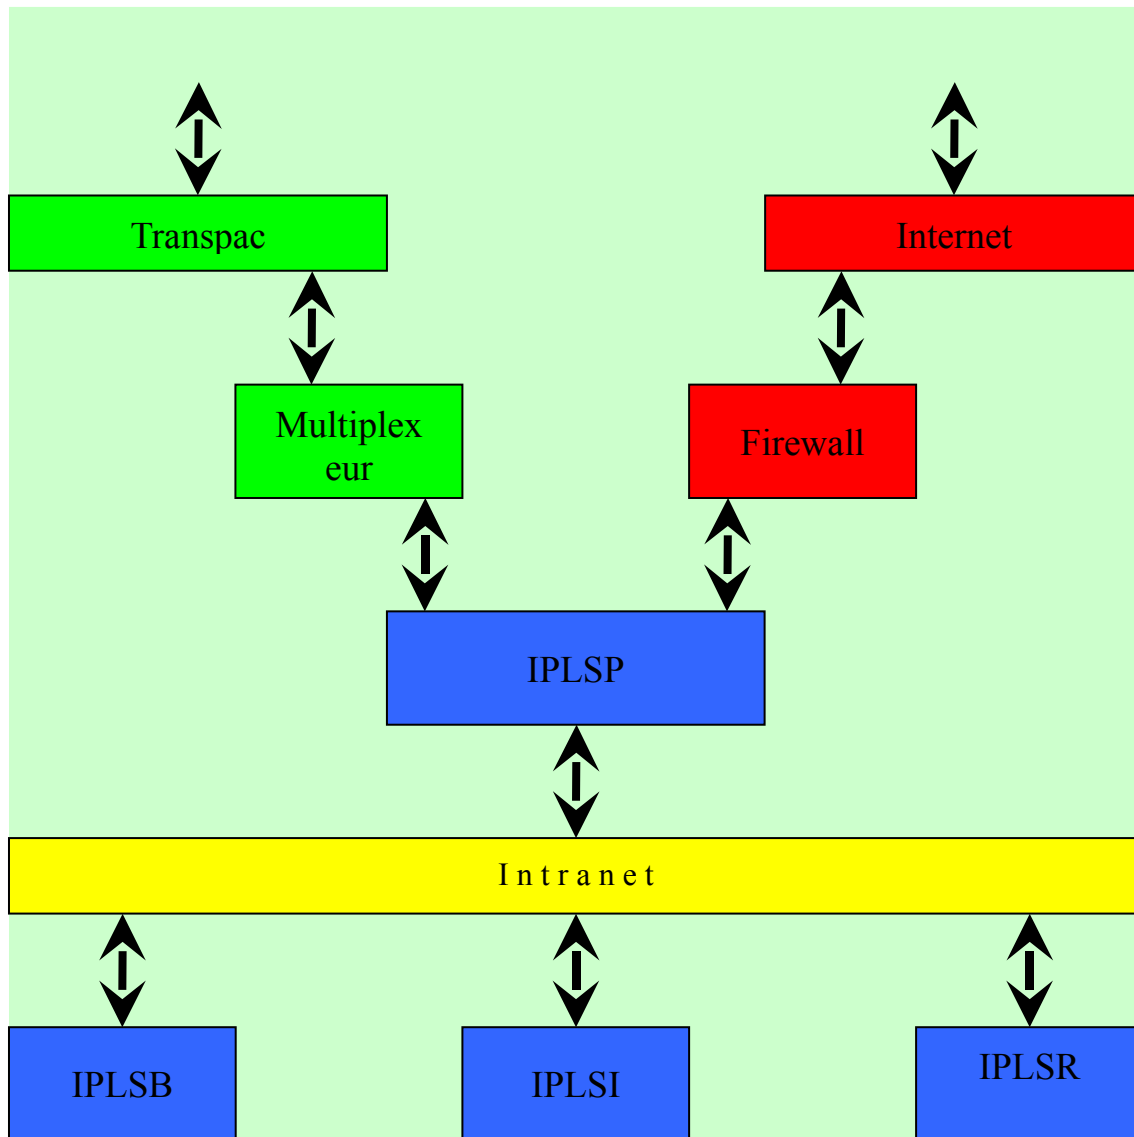 Transpac
Internet
Multiplex
eur
Firewall
IPLSP
I n t r a n e t
IPLSB
IPLSI
IPLSR